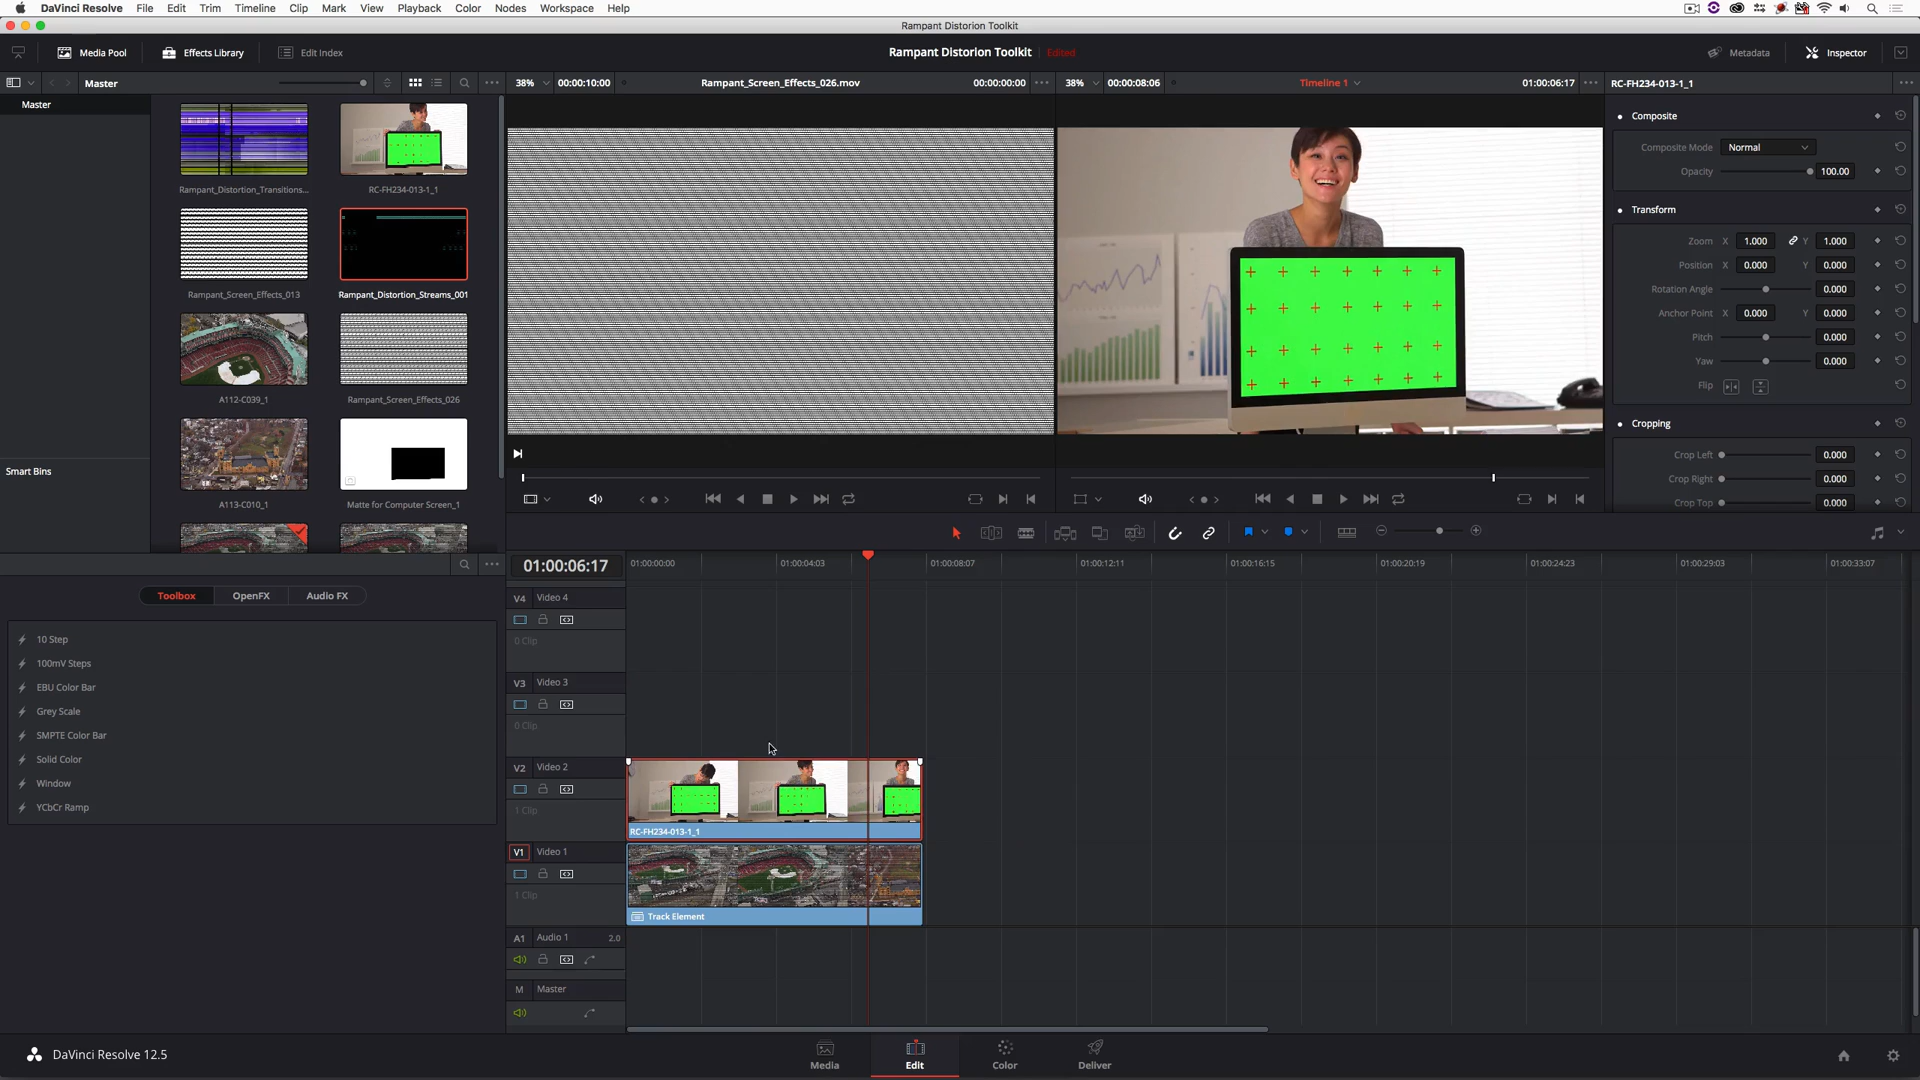 DaVinci Resolve File Edit Trim Timeline Clip Mark View Playback Color Nodes Workspace Help
Rampant Distorion Toolkit
Media Pool Effects Library Edit Index Rampant Distorion Toolkit Edited Metadata Inspector
Master 38% 00:00:10:00 Rampant_Screen_Effects_026.mov 00:00:00:00 38% 00:00:08:06 Timeline 1 01:00:06:17 RC-FH234-013-1_1
Master
Rampant_Distortion_Transitions... RC-FH234-013-1_1
Rampant_Screen_Effects_013 Rampant_Distortion_Streams_001
A112-C039_1 Rampant_Screen_Effects_026
A113-C010_1 Matte for Computer Screen_1
Smart Bins
Composite
Composite Mode Normal
Opacity 100.00
Transform
Zoom X 1.000 Y 1.000
Position X 0.000 Y 0.000
Rotation Angle 0.000
Anchor Point X 0.000 Y 0.000
Pitch 0.000
Yaw 0.000
Flip
Cropping
Crop Left 0.000
Crop Right 0.000
Crop Top 0.000
Toolbox OpenFX Audio FX
10 Step
100mV Steps
EBU Color Bar
Grey Scale
SMPTE Color Bar
Solid Color
Window
YCbCr Ramp
01:00:06:17 01:00:00:00 01:00:04:03 01:00:08:07 01:00:12:11 01:00:16:15 01:00:20:19 01:00:24:23 01:00:29:03 01:00:33:07
V4 Video 4
0 Clip
V3 Video 3
0 Clip
V2 Video 2
1 Clip
RC-FH234-013-1_1
V1 Video 1
1 Clip
Track Element
A1 Audio 1 2.0
M Master
DaVinci Resolve 12.5
Media Edit Color Deliver